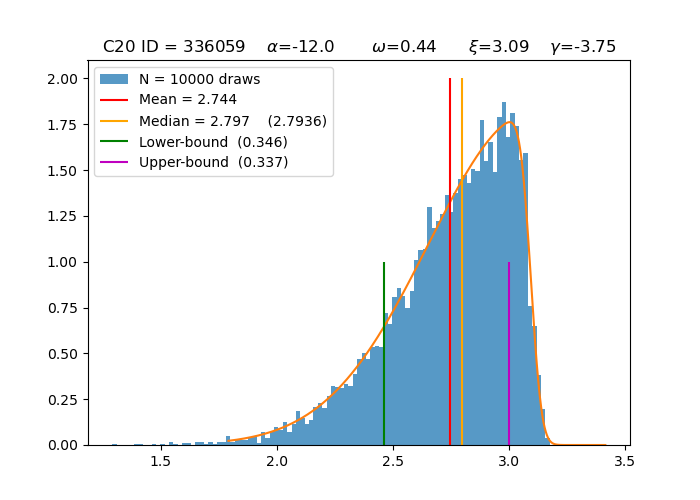 C20 ID = 336059 α=-12.0 ω=0.44 ξ=3.09 γ=-3.75
N = 10000 draws
Mean = 2.744
Median = 2.797 (2.7936)
Lower-bound (0.346)
Upper-bound (0.337)
2.00
1.75
1.50
1.25
1.00
0.75
0.50
0.25
0.00
1.5 2.0 2.5 3.0 3.5